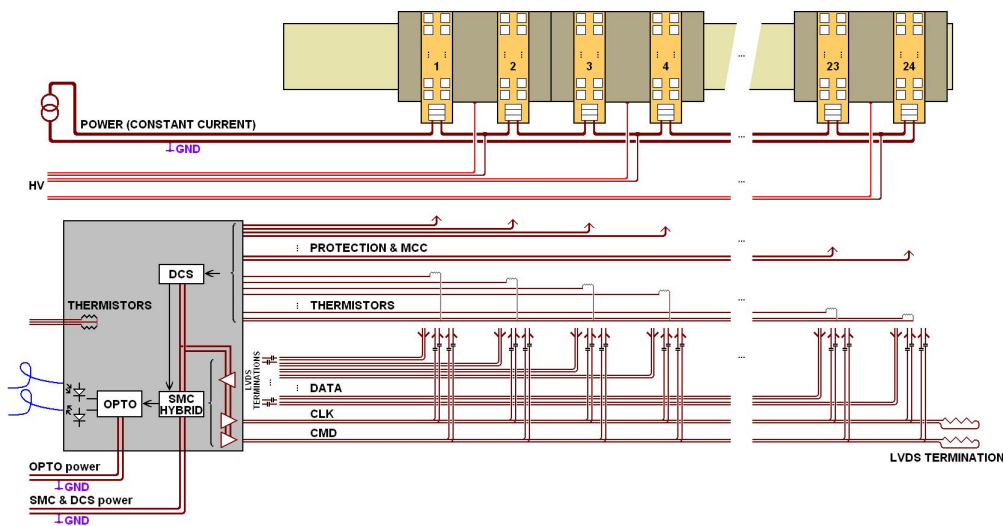 1 2 3 4 ... 23 24
POWER (CONSTANT CURRENT)
GND
...
HV
...
PROTECTION & MCC
...
DCS
THERMISTORS
THERMISTORS
...
LVDS
TERMINATIONS
...
DATA
OPTO
SMC
HYBRID
CLK
CMD
LVDS TERMINATION
OPTO power
GND
SMC & DCS power
GND